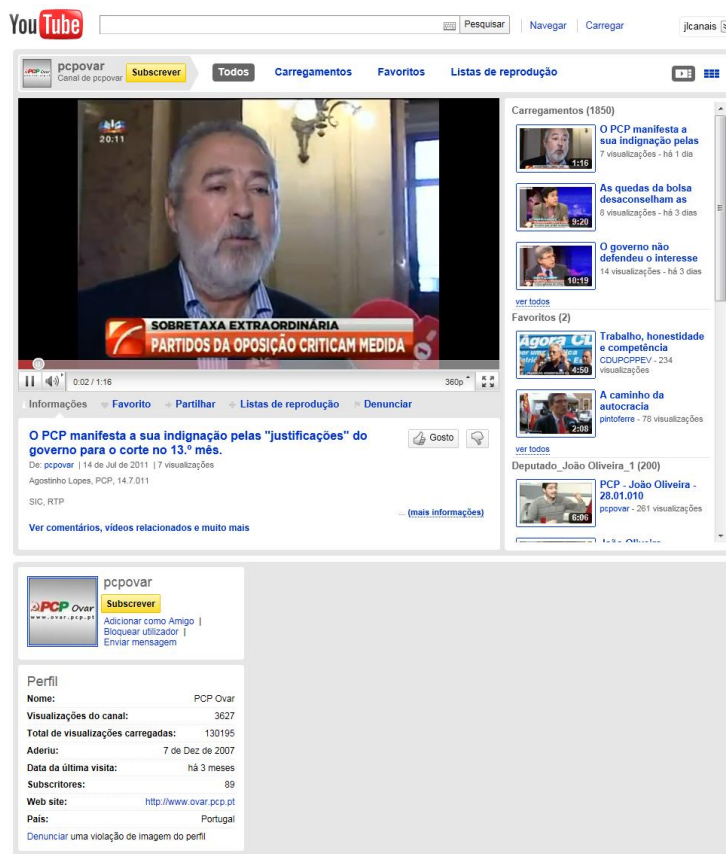 You Tube
Pesquisar
Navegar
Carregar
jlcanais
PCP Ovar
pcpovar
Canal de pcpovar
Subscrever
Todos
Carregamentos
Favoritos
Listas de reprodução
SIC
20:11
SOBRETAXA EXTRAORDINÁRIA
PARTIDOS DA OPOSIÇÃO CRITICAM MEDIDA
0:02 / 1:16
360p
Informações
Favorito
Partilhar
Listas de reprodução
Denunciar
O PCP manifesta a sua indignação pelas "justificações" do
governo para o corte no 13.º mês.
Gosto
De: pcpovar | 14 de Jul de 2011 | 7 visualizações
Agostinho Lopes, PCP, 14.7.011
SIC, RTP
... (mais informações)
Ver comentários, vídeos relacionados e muito mais
Carregamentos (1850)
1:16
O PCP manifesta a
sua indignação pelas
7 visualizações - há 1 dia
9:20
As quedas da bolsa
desaconselham as
8 visualizações - há 3 dias
10:19
O governo não
defendeu o interesse
14 visualizações - há 3 dias
ver todos
Favoritos (2)
Agora CD
4:50
Trabalho, honestidade
e competência
CDUPCPPEV - 234
visualizações
2:08
A caminho da
autocracia
pintoferre - 78 visualizações
ver todos
Deputado_João Oliveira_1 (200)
6:06
PCP - João Oliveira -
28.01.010
pcpovar - 261 visualizações
João Oliveira
PCP Ovar
www.ovar.pcp.pt
pcpovar
Subscrever
Adicionar como Amigo |
Bloquear utilizador |
Enviar mensagem
Perfil
Nome: PCP Ovar
Visualizações do canal: 3627
Total de visualizações carregadas: 130195
Aderiu: 7 de Dez de 2007
Data da última visita: há 3 meses
Subscritores: 89
Web site: http://www.ovar.pcp.pt
País: Portugal
Denunciar uma violação de imagem do perfil